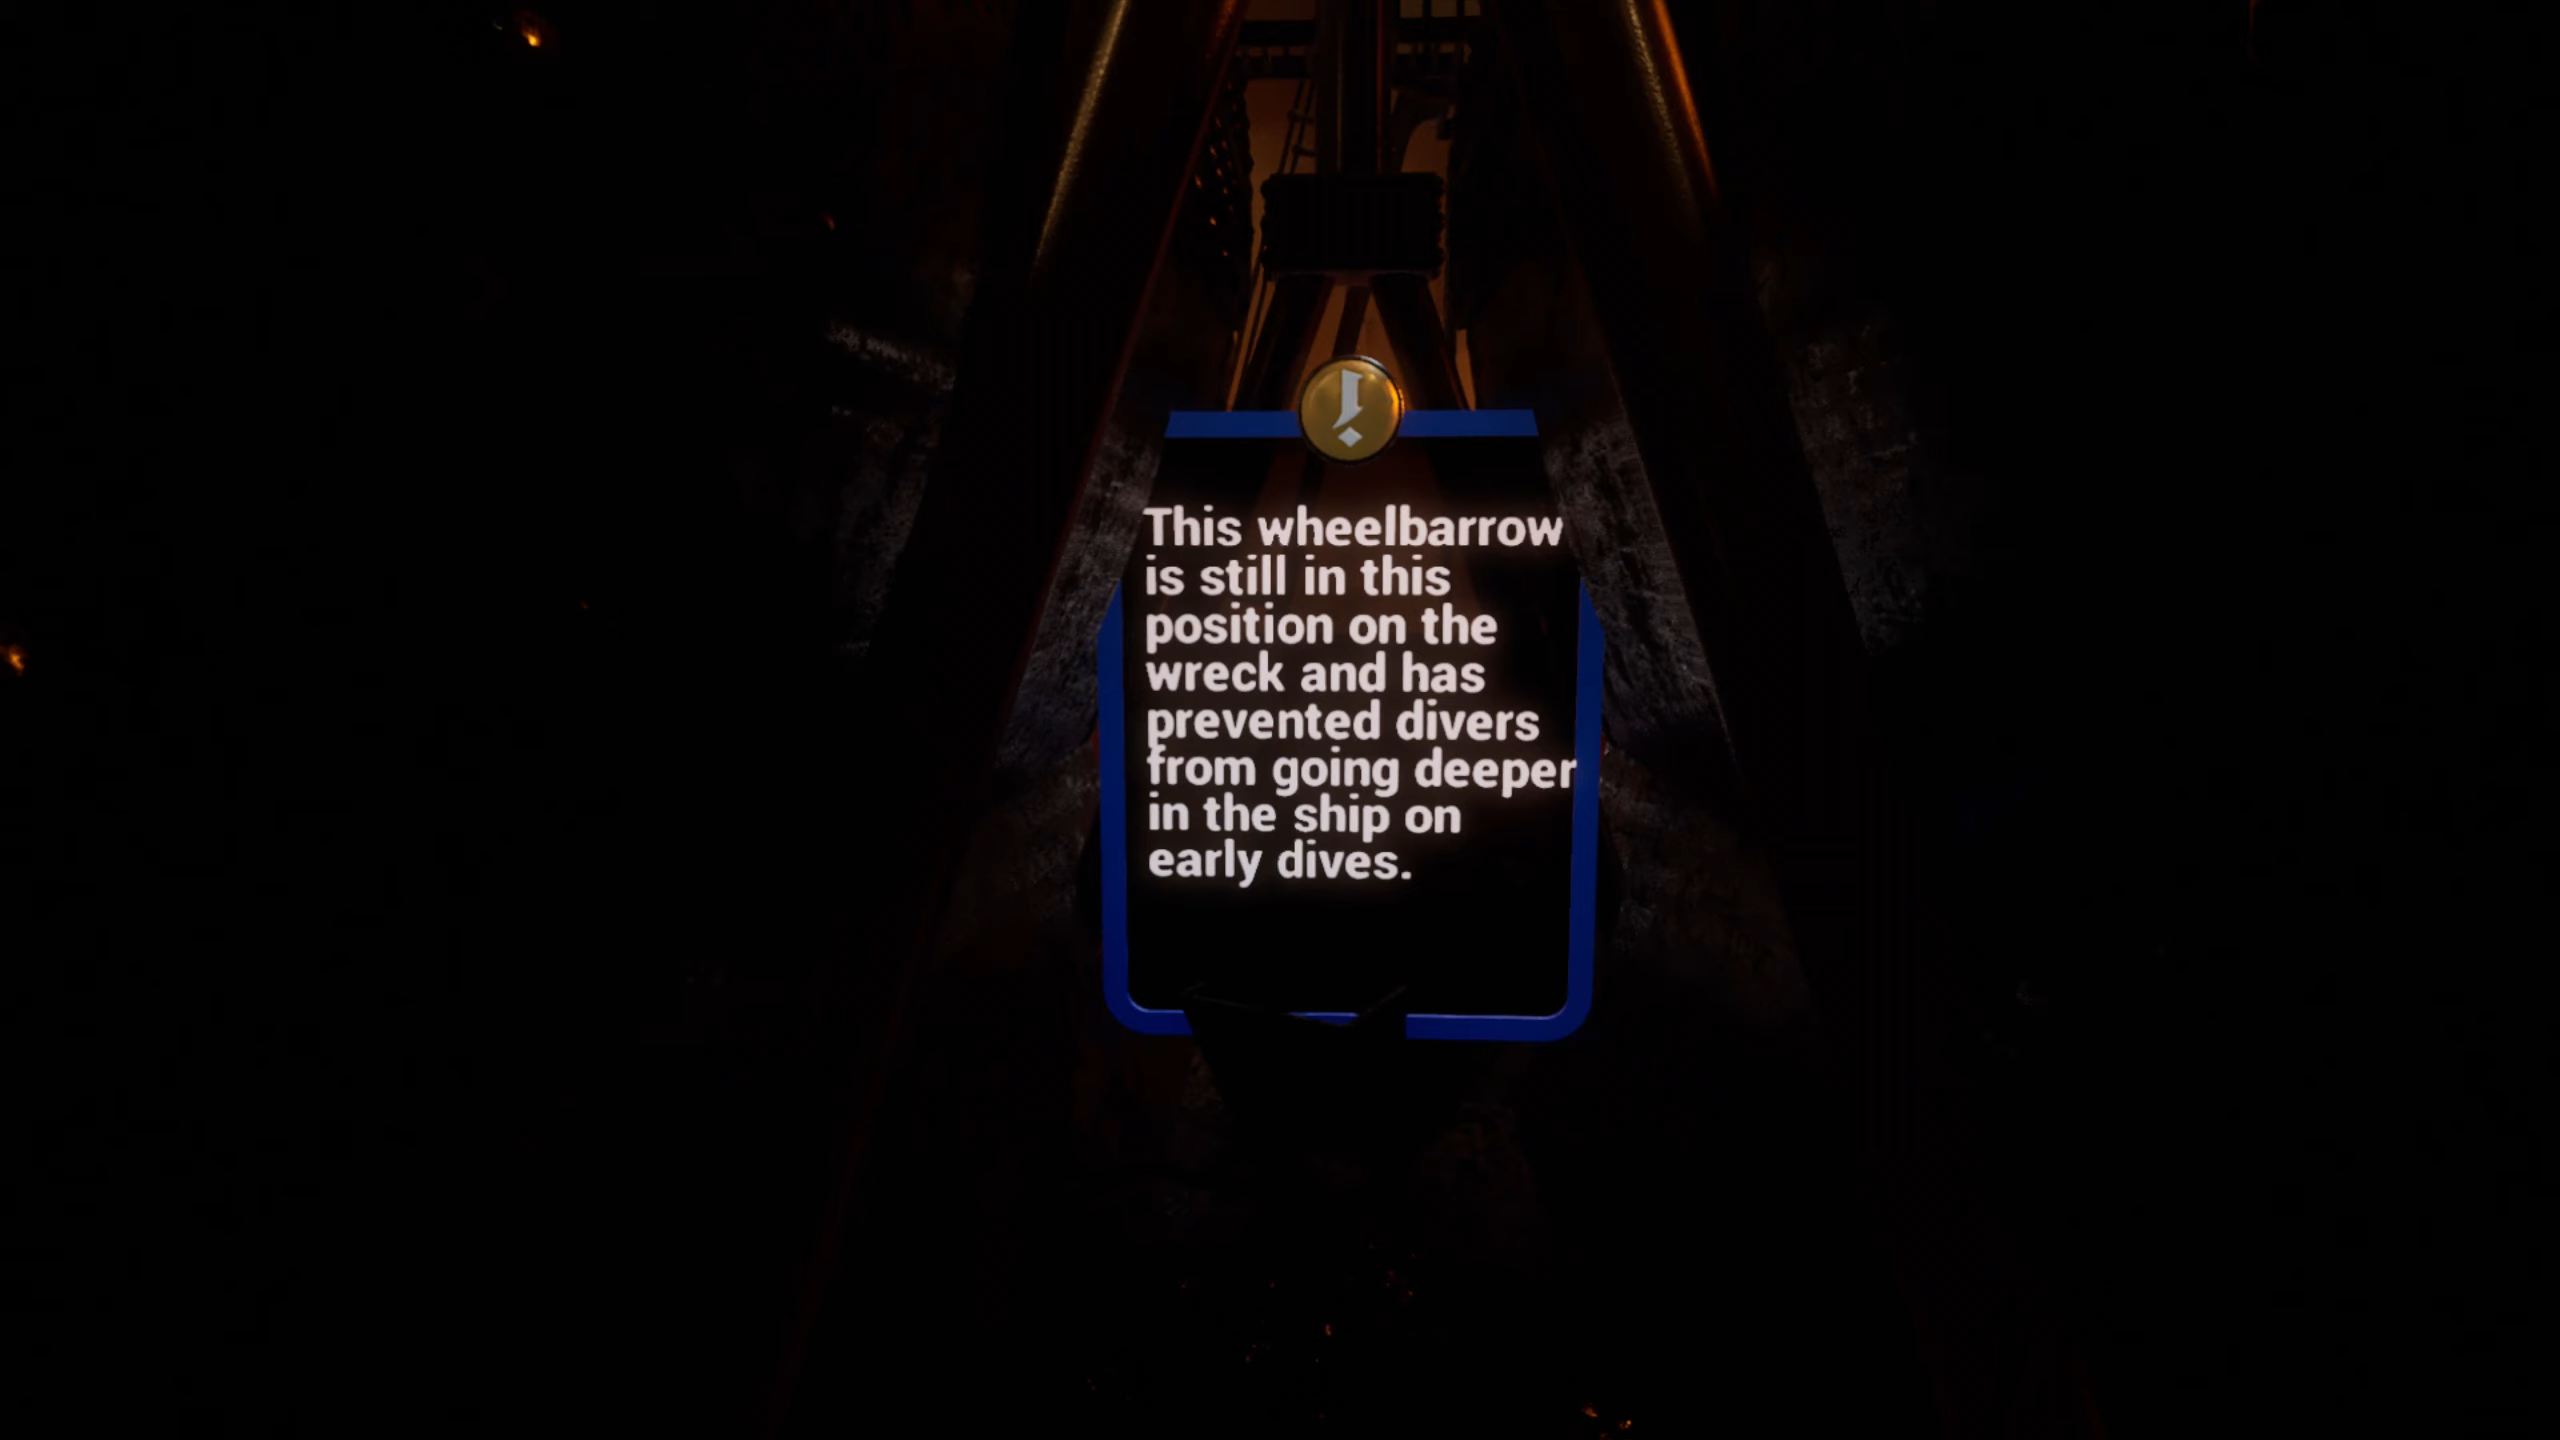 This wheelbarrow
is still in this
position on the
wreck and has
prevented divers
from going deeper
in the ship on
early dives.